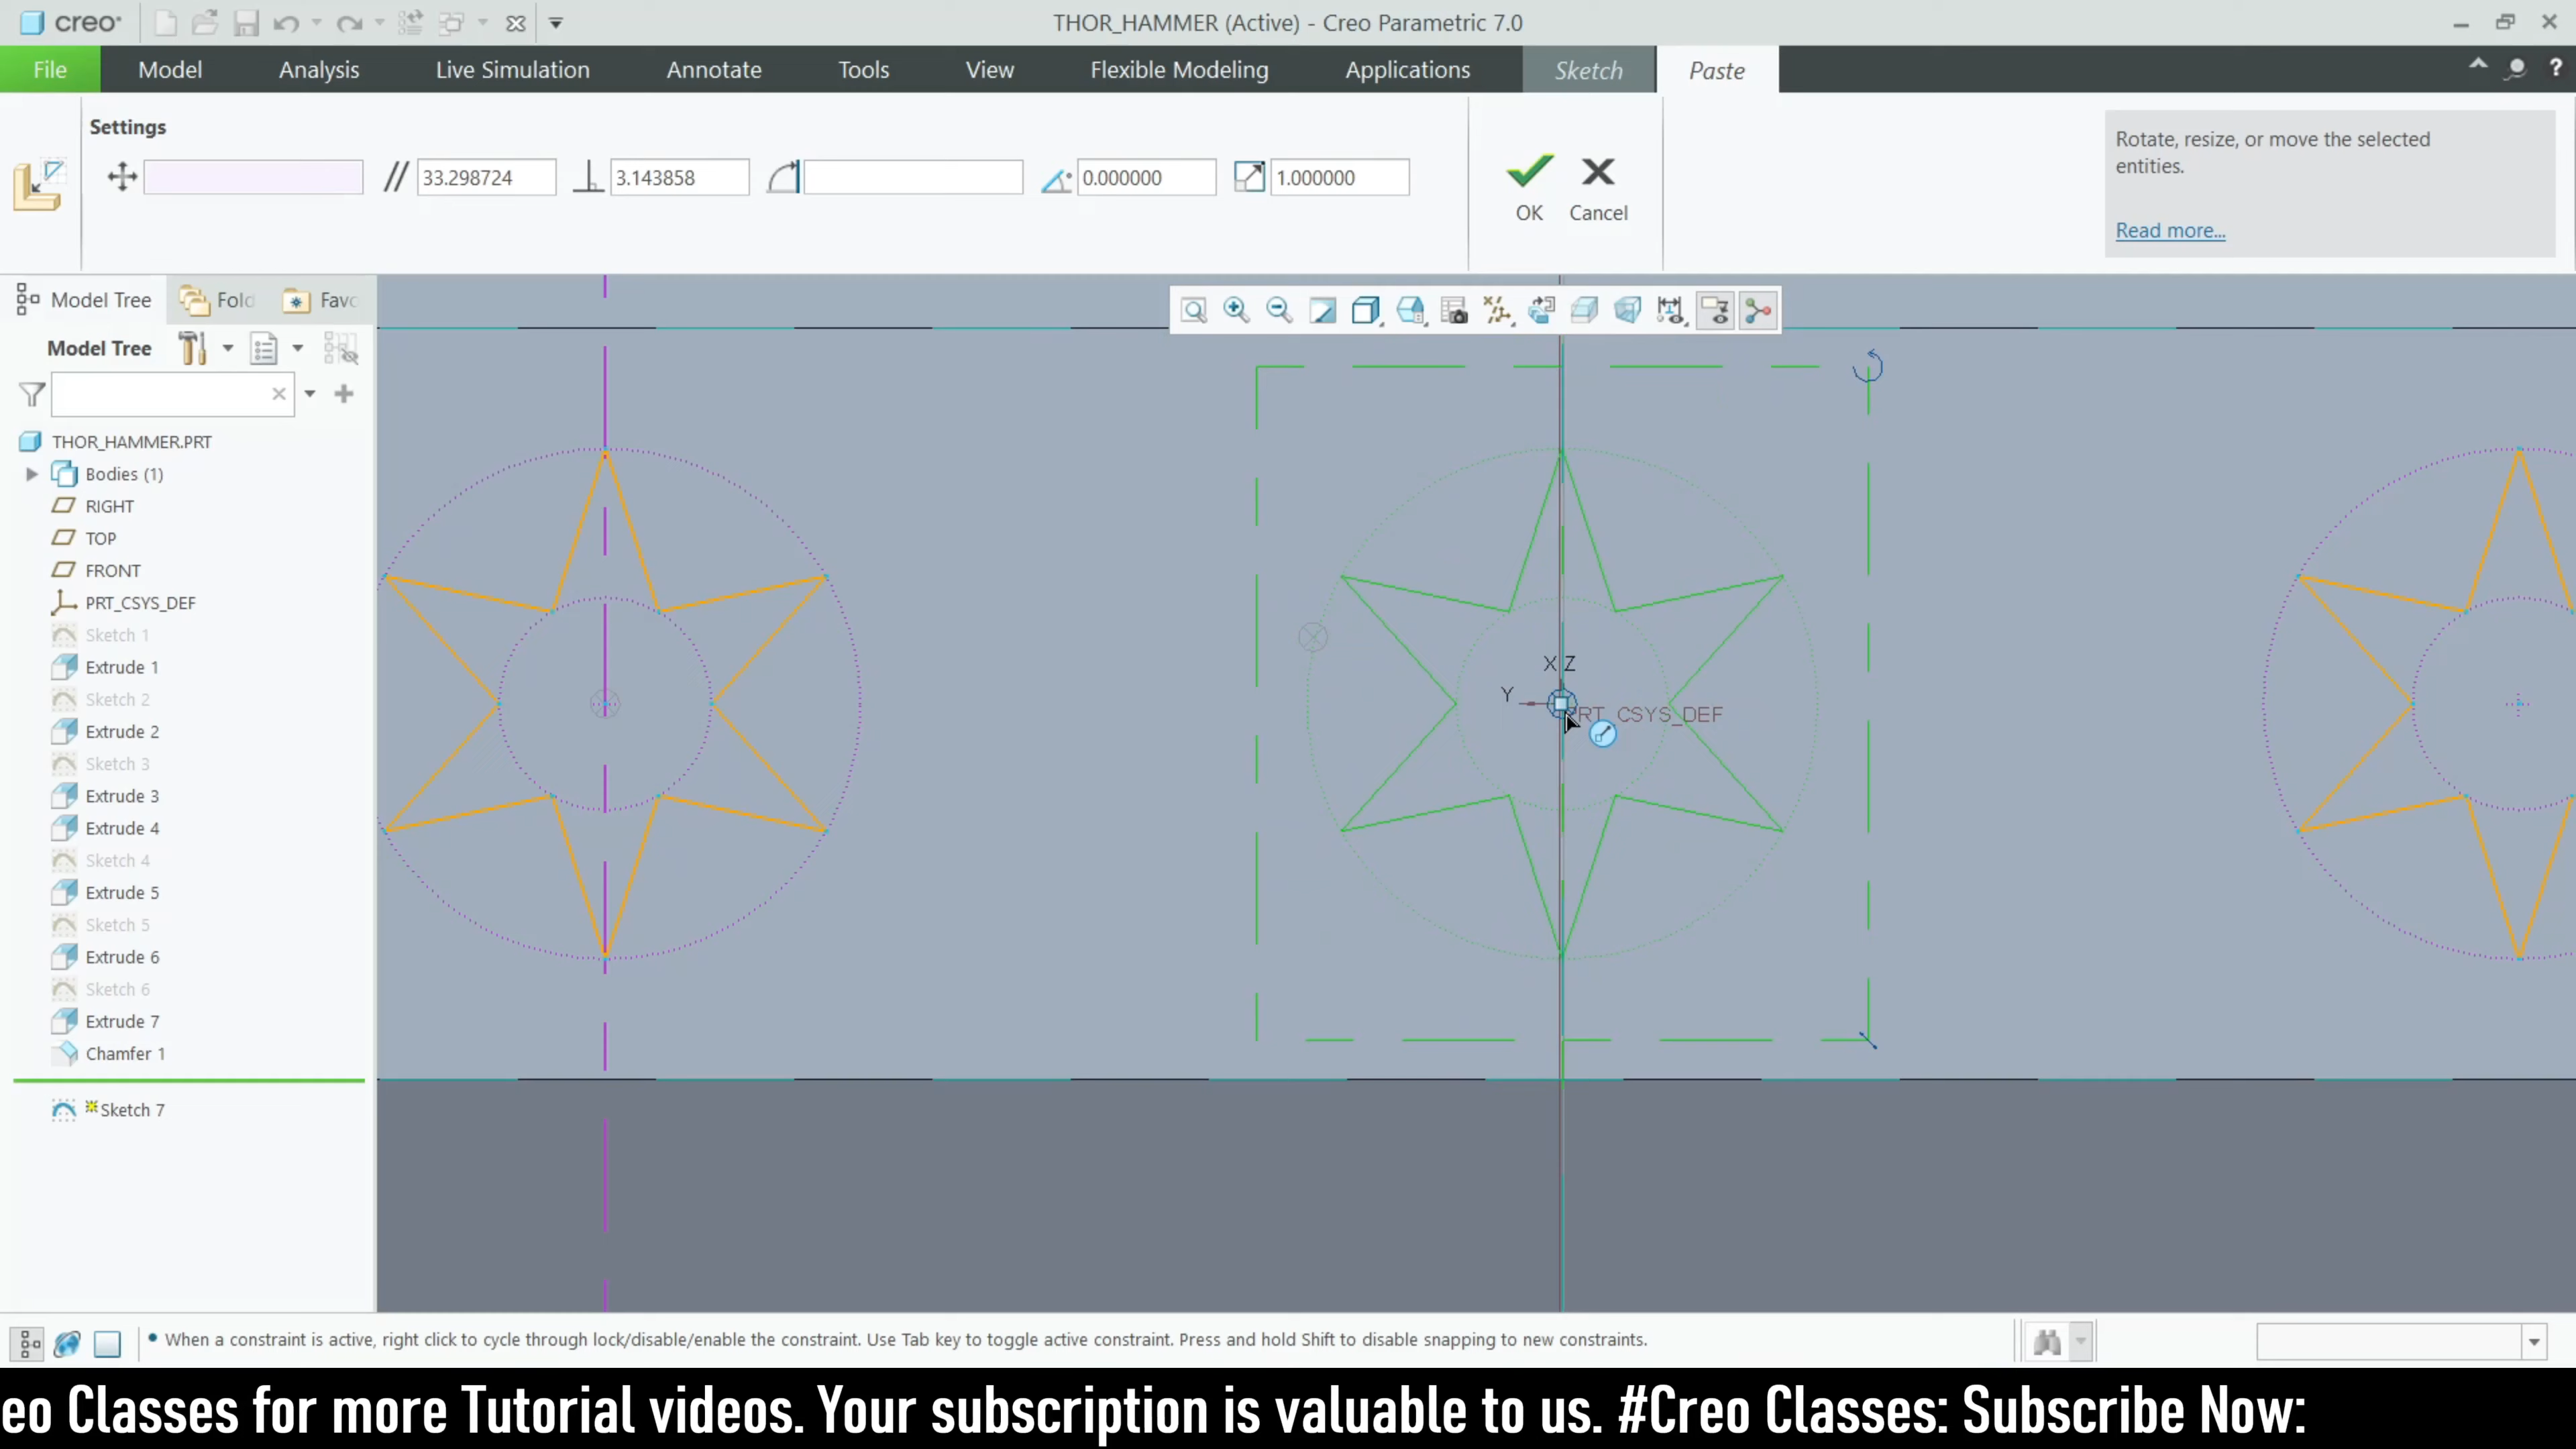 creo
THOR_HAMMER (Active) - Creo Parametric 7.0
File Model Analysis Live Simulation Annotate Tools View Flexible Modeling Applications Sketch Paste
Settings
33.298724 3.143858 0.000000 1.000000
OK Cancel
Rotate, resize, or move the selected
entities.
Read more...
Model Tree Fold Favo
Model Tree
THOR_HAMMER.PRT
Bodies (1)
RIGHT
TOP
FRONT
PRT_CSYS_DEF
Sketch 1
Extrude 1
Sketch 2
Extrude 2
Sketch 3
Extrude 3
Extrude 4
Sketch 4
Extrude 5
Sketch 5
Extrude 6
Sketch 6
Extrude 7
Chamfer 1
Sketch 7
X Z
Y
PRT_CSYS_DEF
• When a constraint is active, right click to cycle through lock/disable/enable the constraint. Use Tab key to toggle active constraint. Press and hold Shift to disable snapping to new constraints.
eo Classes for more Tutorial videos. Your subscription is valuable to us. #Creo Classes: Subscribe Now: